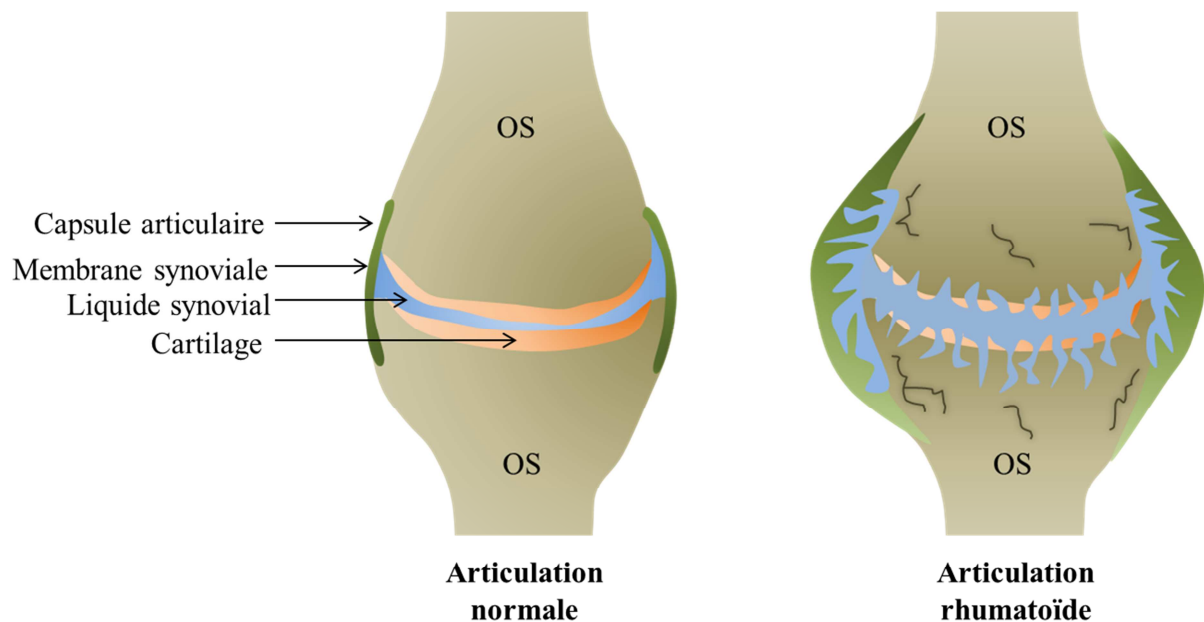 OS
OS
Capsule articulaire
Membrane synoviale
Liquide synovial
Cartilage
OS
OS
Articulation
normale
Articulation
rhumatoïde